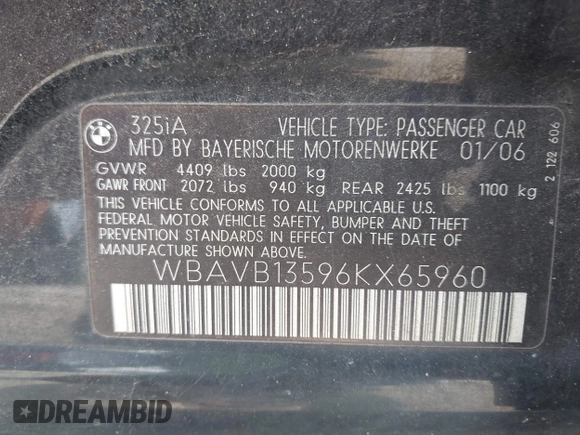 BMW
325iA VEHICLE TYPE: PASSENGER CAR
MFD BY BAYERISCHE MOTORENWERKE 01/06
GVWR 4409 lbs 2000 kg
GAWR FRONT 2072 lbs 940 kg REAR 2425 lbs 1100 kg
THIS VEHICLE CONFORMS TO ALL APPLICABLE U.S.
FEDERAL MOTOR VEHICLE SAFETY, BUMPER AND THEFT
PREVENTION STANDARDS IN EFFECT ON THE DATE OF
MANUFACTURE SHOWN ABOVE:
WBAVB13596KX65960
2 122 606
DREAMBID